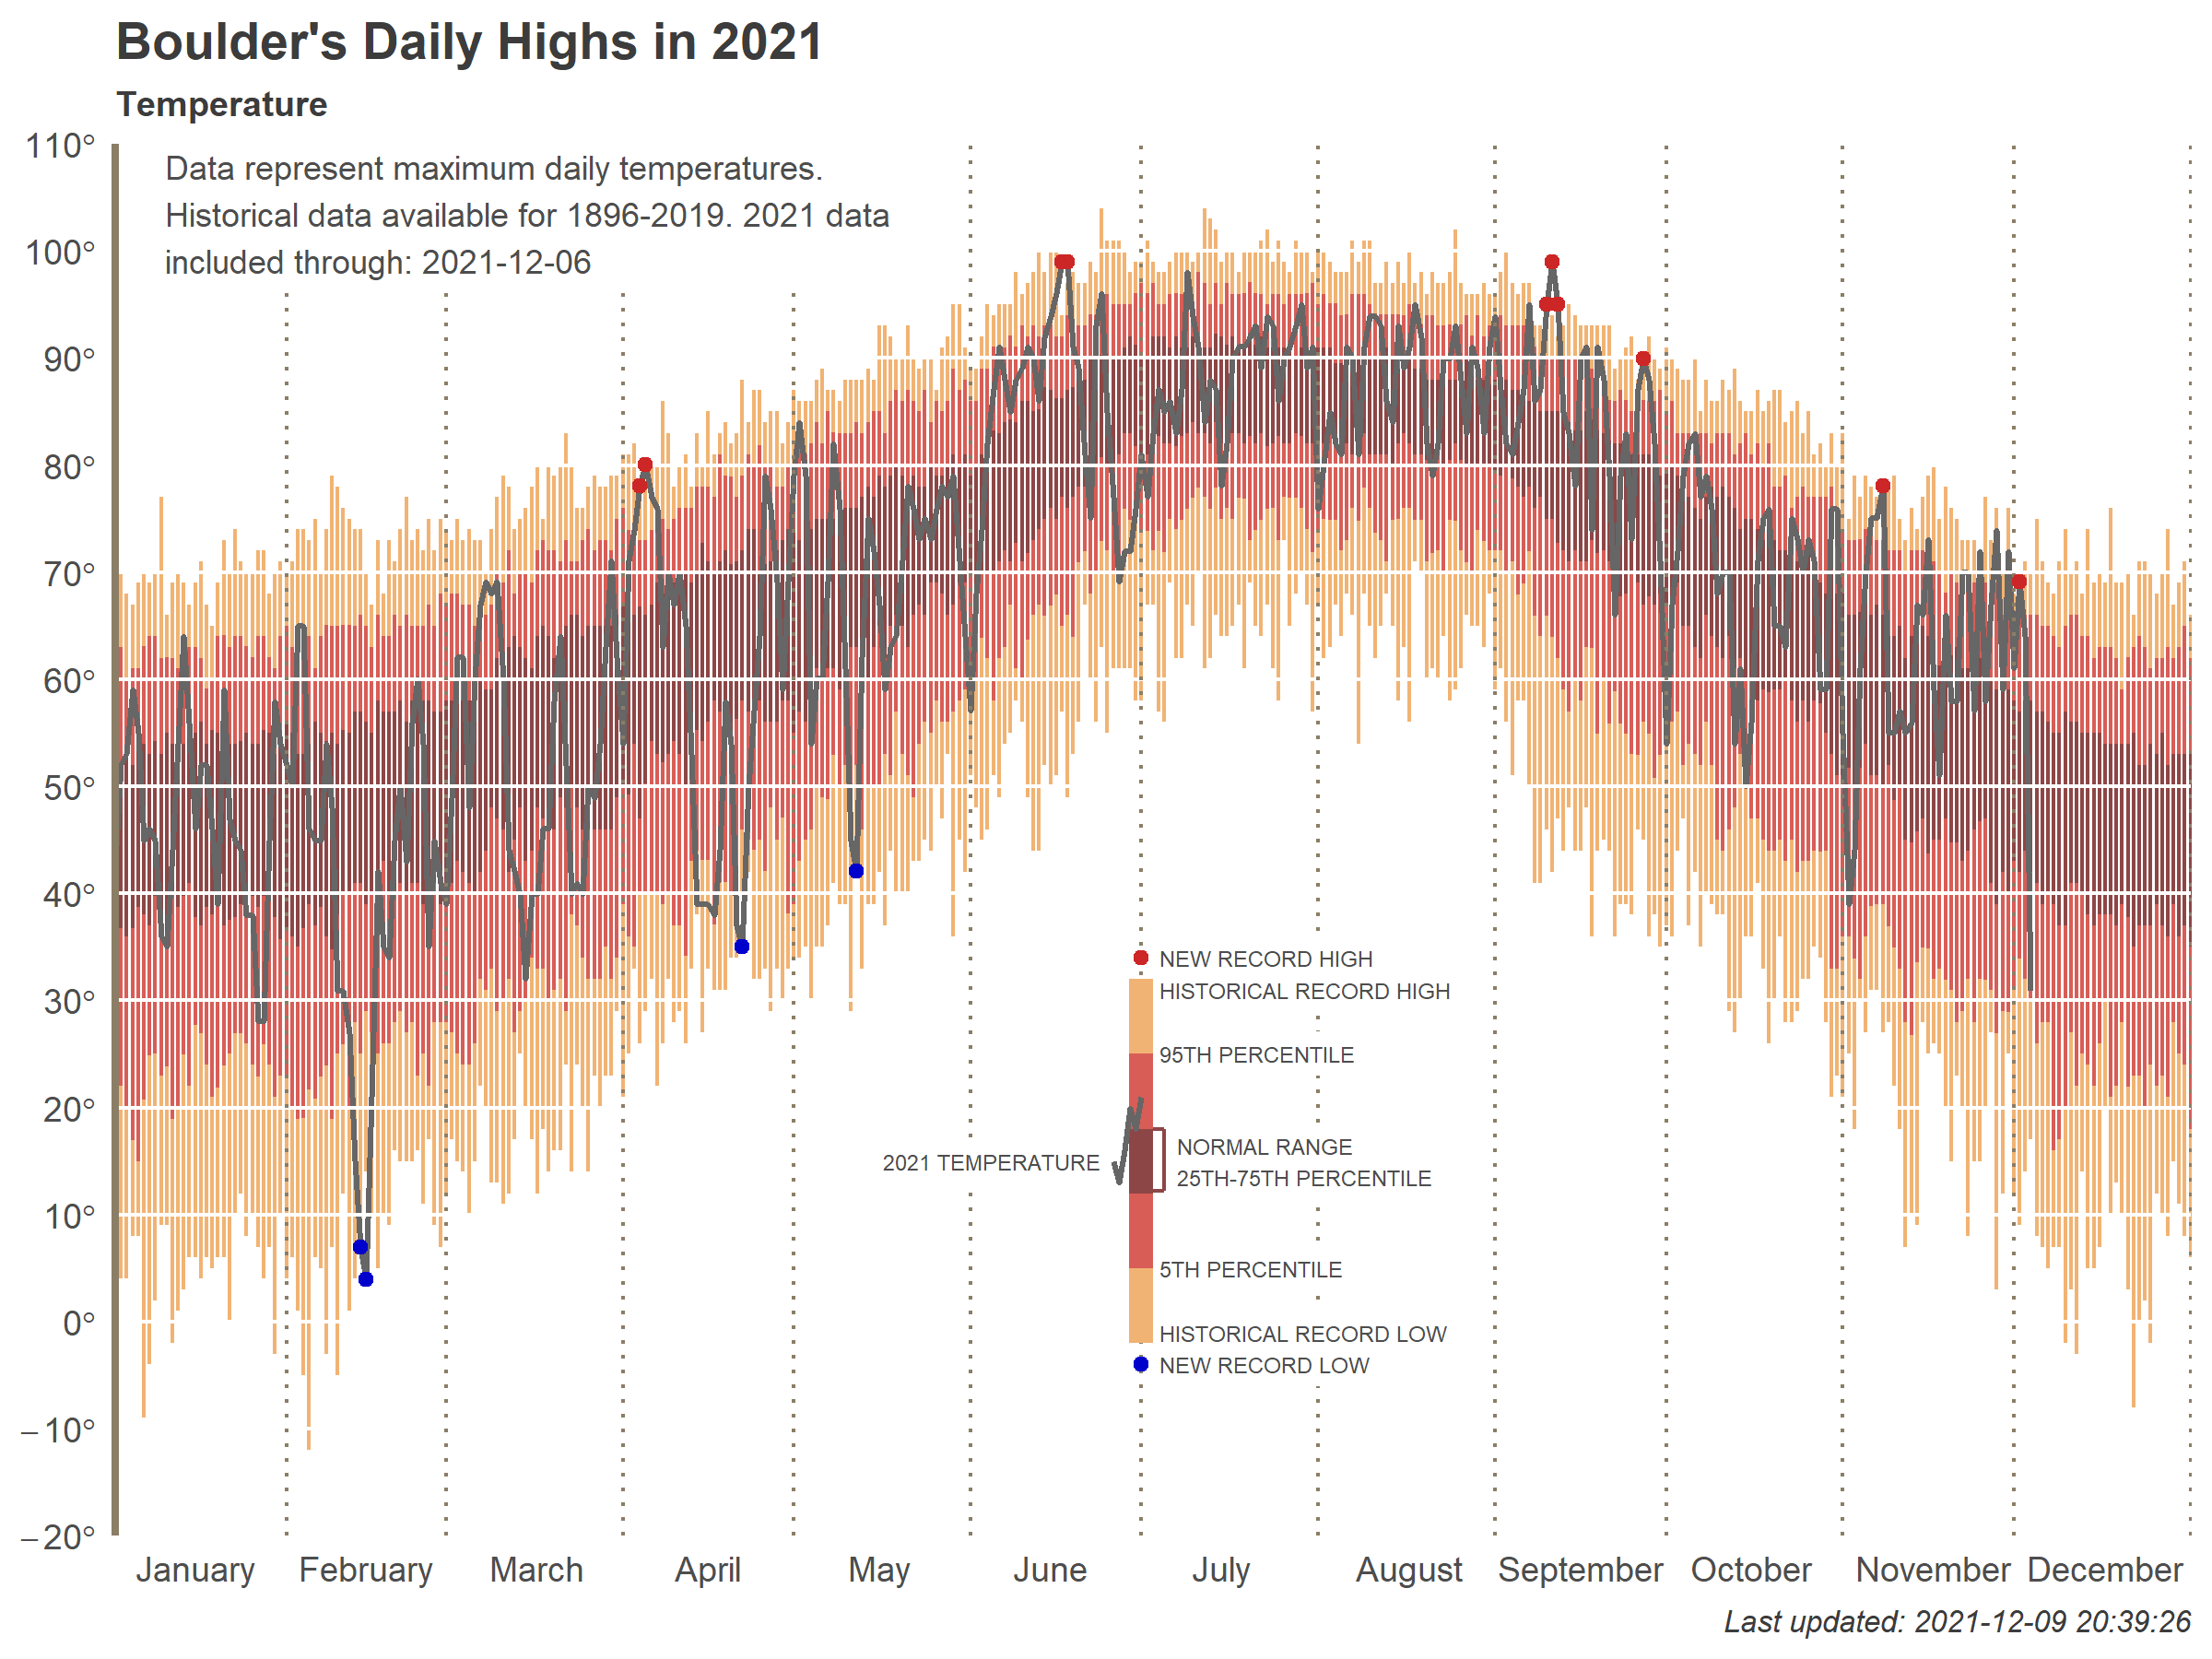 Boulder's Daily Highs in 2021
Temperature
110°
Data represent maximum daily temperatures.
Historical data available for 1896-2019. 2021 data
included through: 2021-12-06
100°
90°
80°
70°
60°
50°
40°
30°
20°
10°
0°
−10°
−20°
NEW RECORD HIGH
HISTORICAL RECORD HIGH
95TH PERCENTILE
2021 TEMPERATURE
NORMAL RANGE
25TH-75TH PERCENTILE
5TH PERCENTILE
HISTORICAL RECORD LOW
NEW RECORD LOW
January February March April May June July August September October November December
Last updated: 2021-12-09 20:39:26